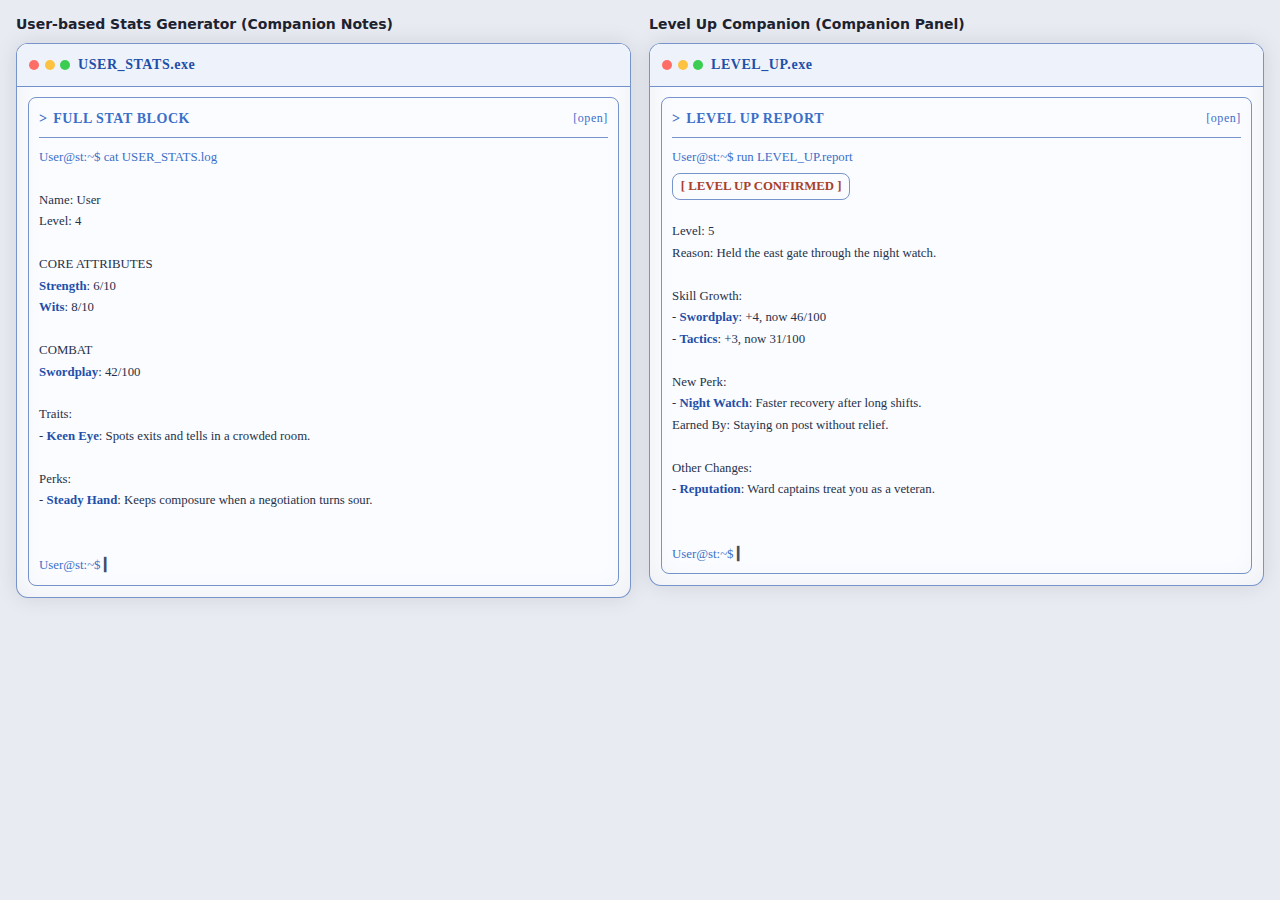 User-based Stats Generator (Companion Notes)
USER_STATS.exe
> FULL STAT BLOCK [open]
User@st:~$ cat USER_STATS.log
Name: User
Level: 4
CORE ATTRIBUTES
Strength: 6/10
Wits: 8/10
COMBAT
Swordplay: 42/100
Traits:
- Keen Eye: Spots exits and tells in a crowded room.
Perks:
- Steady Hand: Keeps composure when a negotiation turns sour.
User@st:~$
Level Up Companion (Companion Panel)
LEVEL_UP.exe
> LEVEL UP REPORT [open]
User@st:~$ run LEVEL_UP.report
[ LEVEL UP CONFIRMED ]
Level: 5
Reason: Held the east gate through the night watch.
Skill Growth:
- Swordplay: +4, now 46/100
- Tactics: +3, now 31/100
New Perk:
- Night Watch: Faster recovery after long shifts.
Earned By: Staying on post without relief.
Other Changes:
- Reputation: Ward captains treat you as a veteran.
User@st:~$